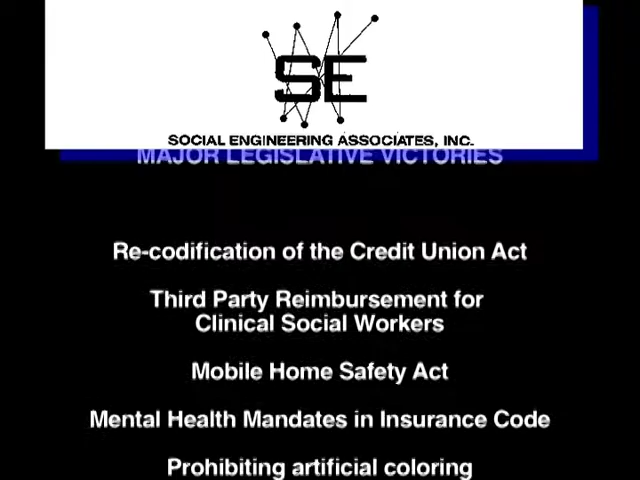 SE
SOCIAL ENGINEERING ASSOCIATES, INC.
MAJOR LEGISLATIVE VICTORIES
Re-codification of the Credit Union Act
Third Party Reimbursement for
Clinical Social Workers
Mobile Home Safety Act
Mental Health Mandates in Insurance Code
Prohibiting artificial coloring